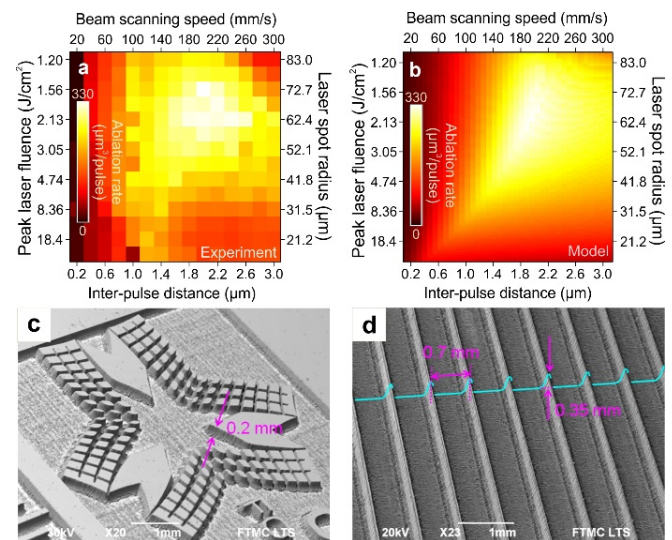 Beam scanning speed (mm/s)
20 60 100 140 180 220 260 300
Peak laser fluence (J/cm²)
1.20
1.56
2.13
3.05
4.74
8.36
18.4
a
330
0
Ablation rate
(µm³/pulse)
Experiment
83.0
72.7
62.4
52.1
41.8
31.5
21.2
Laser spot radius (µm)
0.2 0.6 1.0 1.4 1.8 2.2 2.6 3.0
Inter-pulse distance (µm)
Beam scanning speed (mm/s)
20 60 100 140 180 220 260 300
Peak laser fluence (J/cm²)
1.20
1.56
2.13
3.05
4.74
8.36
18.4
b
330
0
Ablation rate
(µm³/pulse)
Model
83.0
72.7
62.4
52.1
41.8
31.5
21.2
Laser spot radius (µm)
0.2 0.6 1.0 1.4 1.8 2.2 2.6 3.0
Inter-pulse distance (µm)
c
0.2 mm
30kV X20 1mm FTMC LTS
d
0.7 mm
0.35 mm
20kV X23 1mm FTMC LTS